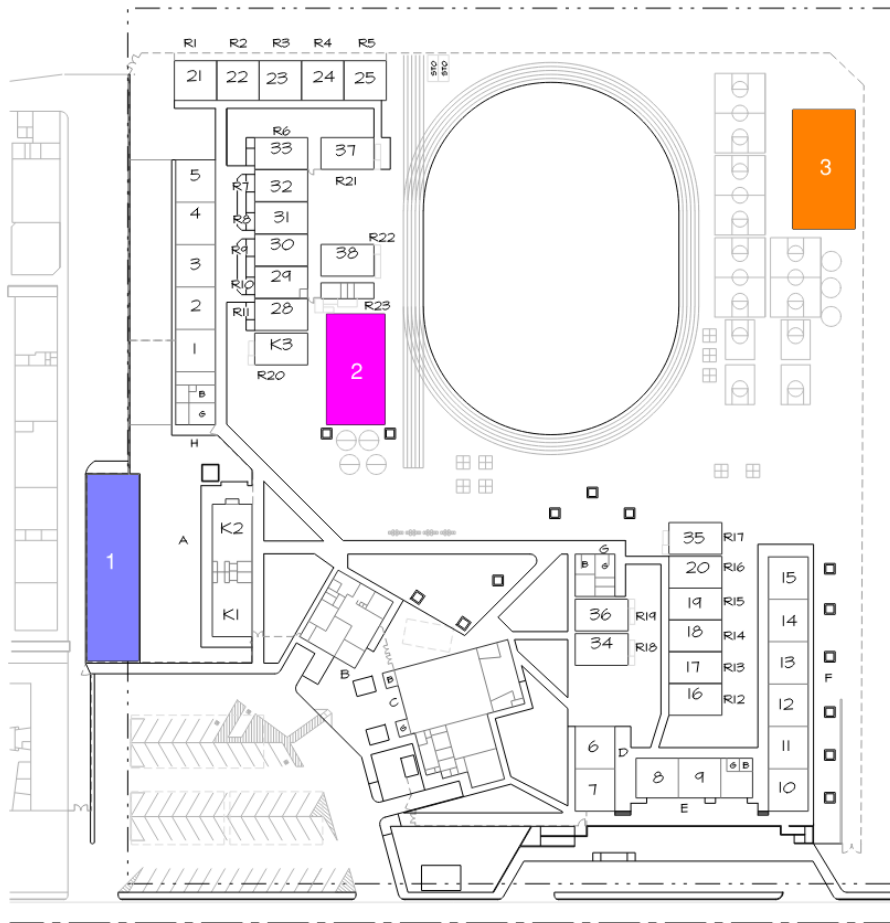 R1 R2 R3 R4 R5
21 22 23 24 25
STO STO
R6
33 37
R21
3
5 R7 32
4 R8 31
R22
R9 30 38
3 R10 29
2 R11 28 R23
1 K3
R20
2
B
G
H
1
A K2
K1
35 R17
G
B G 20 R16 15
19 R15
36 R19 14
18 R14
34 R18 13
17 R13 F
B B 16 R12 12
C
G
6 D 11
G B
7 8 9 10
E